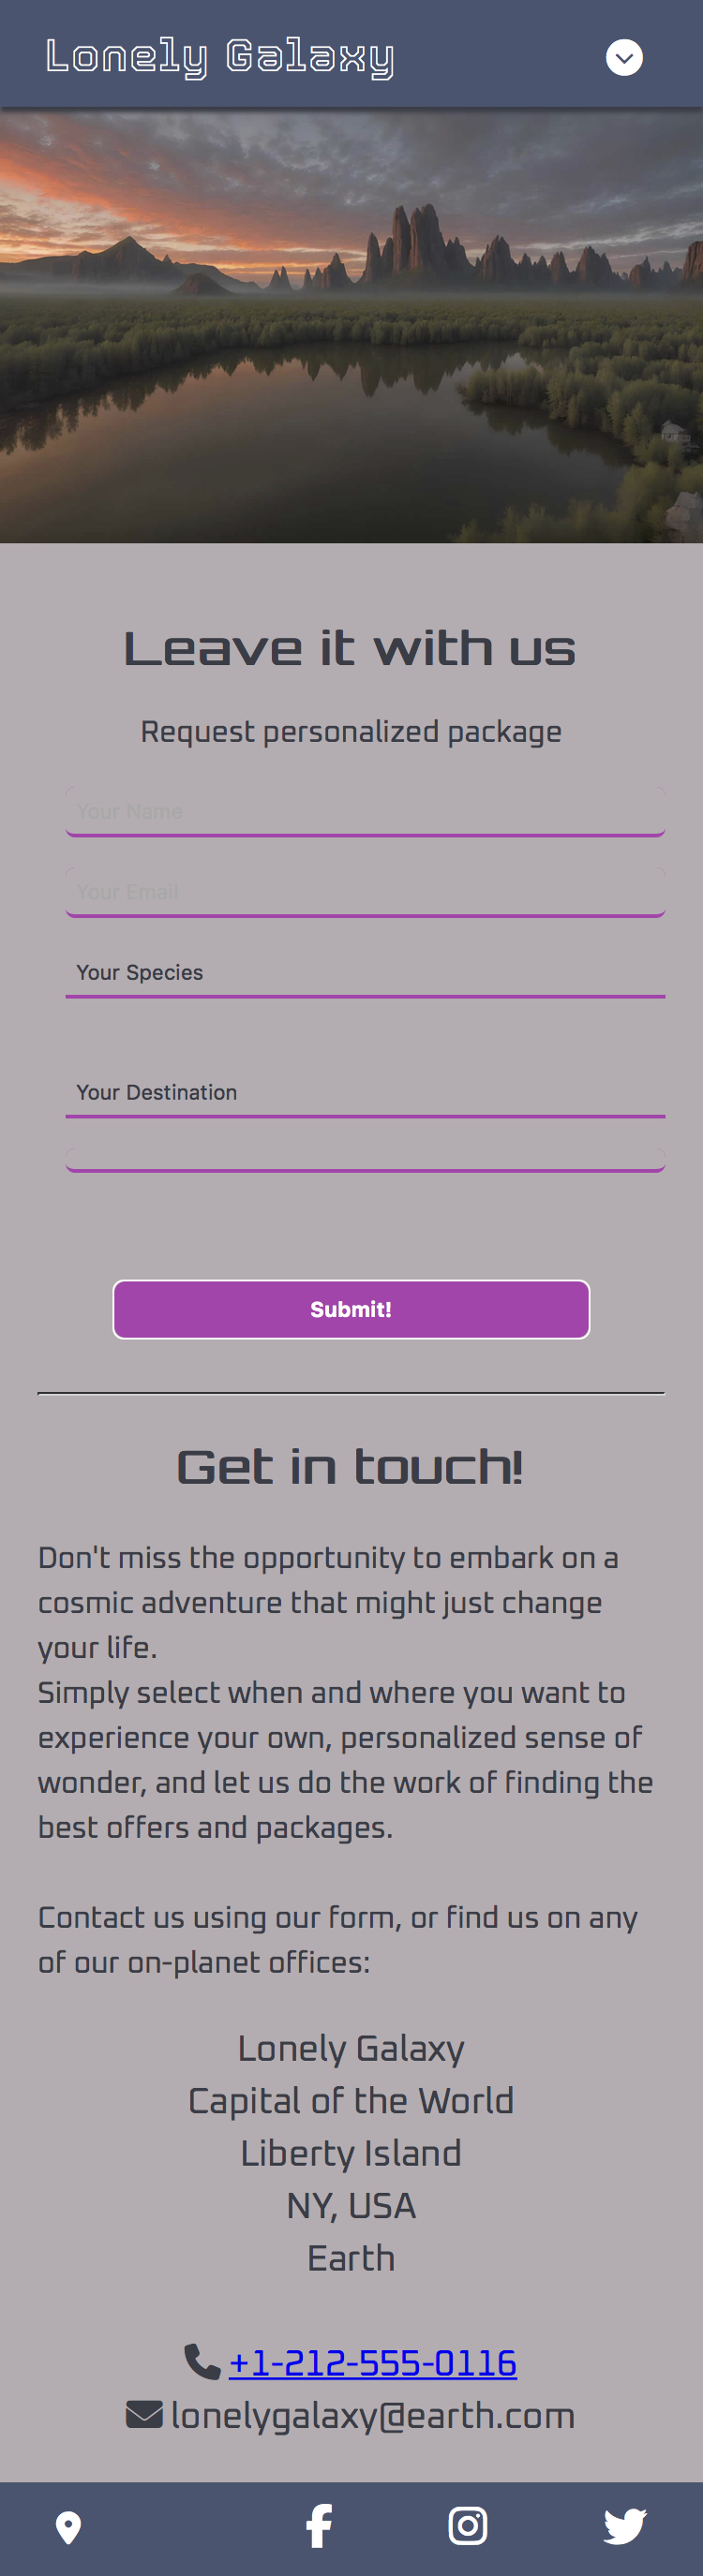 Lonely Galaxy
Leave it with us
Request personalized package
Your Name
Your Email
Your Species
Your Destination
Submit!
Get in touch!
Don't miss the opportunity to embark on a
cosmic adventure that might just change
your life.
Simply select when and where you want to
experience your own, personalized sense of
wonder, and let us do the work of finding the
best offers and packages.
Contact us using our form, or find us on any
of our on-planet offices:
Lonely Galaxy
Capital of the World
Liberty Island
NY, USA
Earth
+1-212-555-0116
lonelygalaxy@earth.com